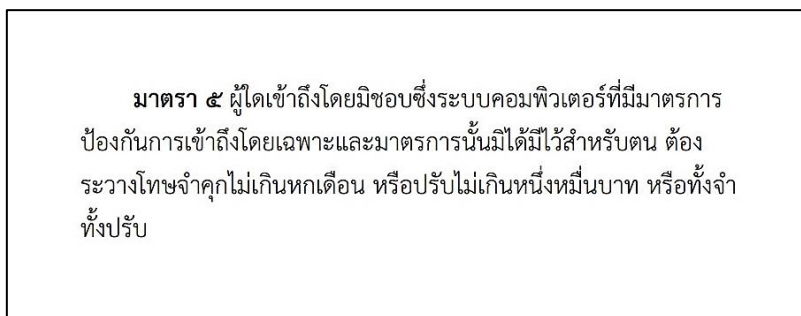 มาตรา ๕ ผู้ใดเข้าถึงโดยมิชอบซึ่งระบบคอมพิวเตอร์ที่มีมาตรการ
ป้องกันการเข้าถึงโดยเฉพาะและมาตรการนั้นมิได้มีไว้สำหรับตน ต้อง
ระวางโทษจำคุกไม่เกินหกเดือน หรือปรับไม่เกินหนึ่งหมื่นบาท หรือทั้งจำ
ทั้งปรับ